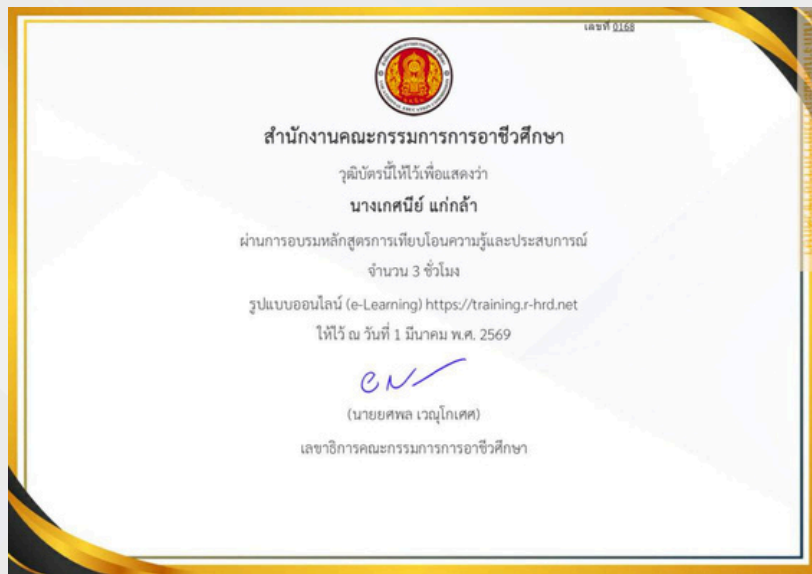 เลขที่ 0168
สำนักงานคณะกรรมการการอาชีวศึกษา
วุฒิบัตรนี้ให้ไว้เพื่อแสดงว่า
นางเกศนีย์ แก่กล้า
ผ่านการอบรมหลักสูตรการเทียบโอนความรู้และประสบการณ์
จำนวน 3 ชั่วโมง
รูปแบบออนไลน์ (e-Learning) https://training.r-hrd.net
ให้ไว้ ณ วันที่ 1 มีนาคม พ.ศ. 2569
(นายยศพล เวณุโกเศศ)
เลขาธิการคณะกรรมการการอาชีวศึกษา